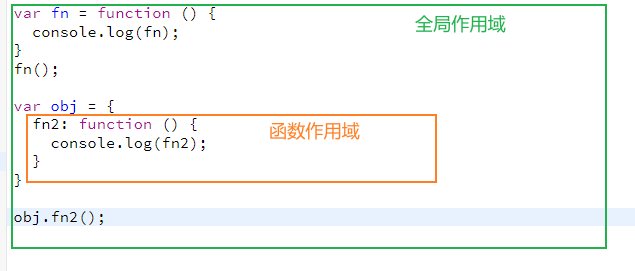 var fn = function () {
  console.log(fn);
}
fn();
全局作用域
var obj = {
  fn2: function () {
    console.log(fn2);
  }
}
函数作用域
obj.fn2();